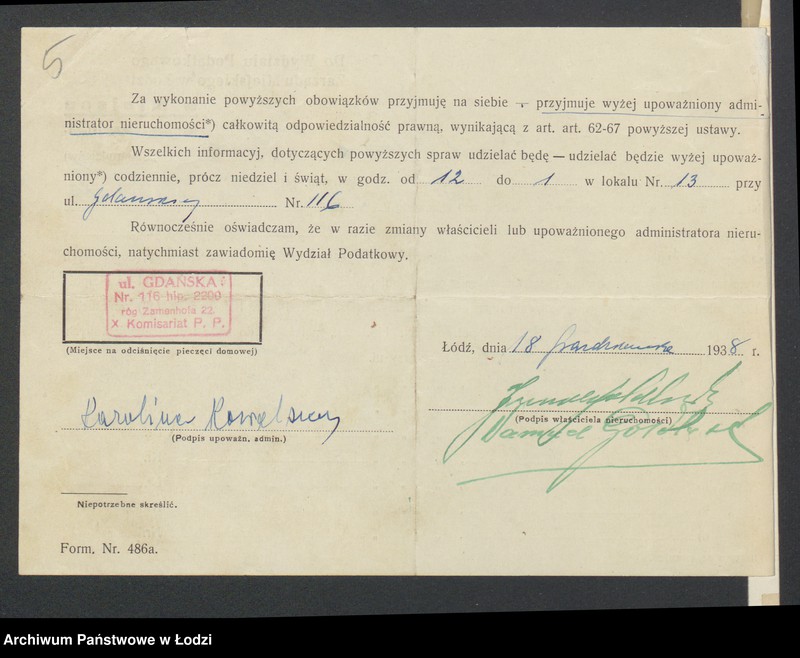 5
Za wykonanie powyższych obowiązków przyjmuję na siebie — przyjmuje wyżej upoważniony admi-
nistrator nieruchomości*) całkowitą odpowiedzialność prawną, wynikającą z art. art. 62-67 powyższej ustawy.
Wszelkich informacyj, dotyczących powyższych spraw udzielać będę — udzielać będzie wyżej upoważ-
niony*) codziennie, prócz niedziel i świąt, w godz. od 12 do 1 w lokalu Nr. 13 przy
ul. Gdańskiej Nr. 116
Równocześnie oświadczam, że w razie zmiany właścicieli lub upoważnionego administratora nieru-
chomości, natychmiast zawiadomię Wydział Podatkowy.
ul. GDAŃSKA
Nr. 116 hip. 2200
róg Zamenhofa 22
X Komisariat P. P.
(Miejsce na odciśnięcie pieczęci domowej)
Łódź, dnia 18 października 1938 r.
(Podpis właściciela nieruchomości)
Karolina
(Podpis upoważn. admin.)
Niepotrzebne skreślić.
Form. Nr. 486a.
Archiwum Państwowe w Łodzi